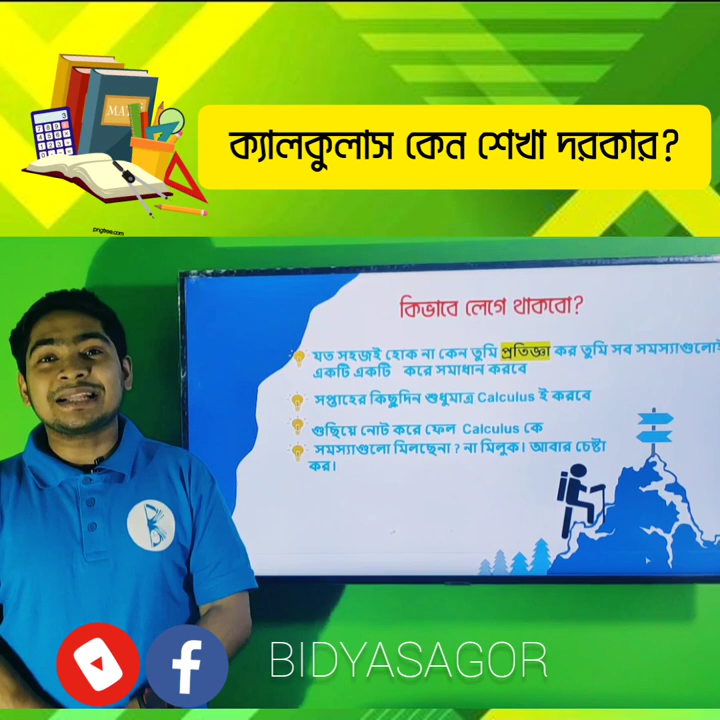 MAT
ক্যালকুলাস কেন শেখা দরকার?
pngtree.com
কিভাবে লেগে থাকবো?
যত সহজই হোক না কেন তুমি প্রতিজ্ঞা কর তুমি সব সমস্যাগুলোই
একটি একটি করে সমাধান করবে
সপ্তাহের কিছুদিন শুধুমাত্র Calculus ই করবে
গুছিয়ে নোট করে ফেল Calculus কে
সমস্যাগুলো মিলছেনা ? না মিলুক। আবার চেষ্টা
কর।
BIDYASAGOR